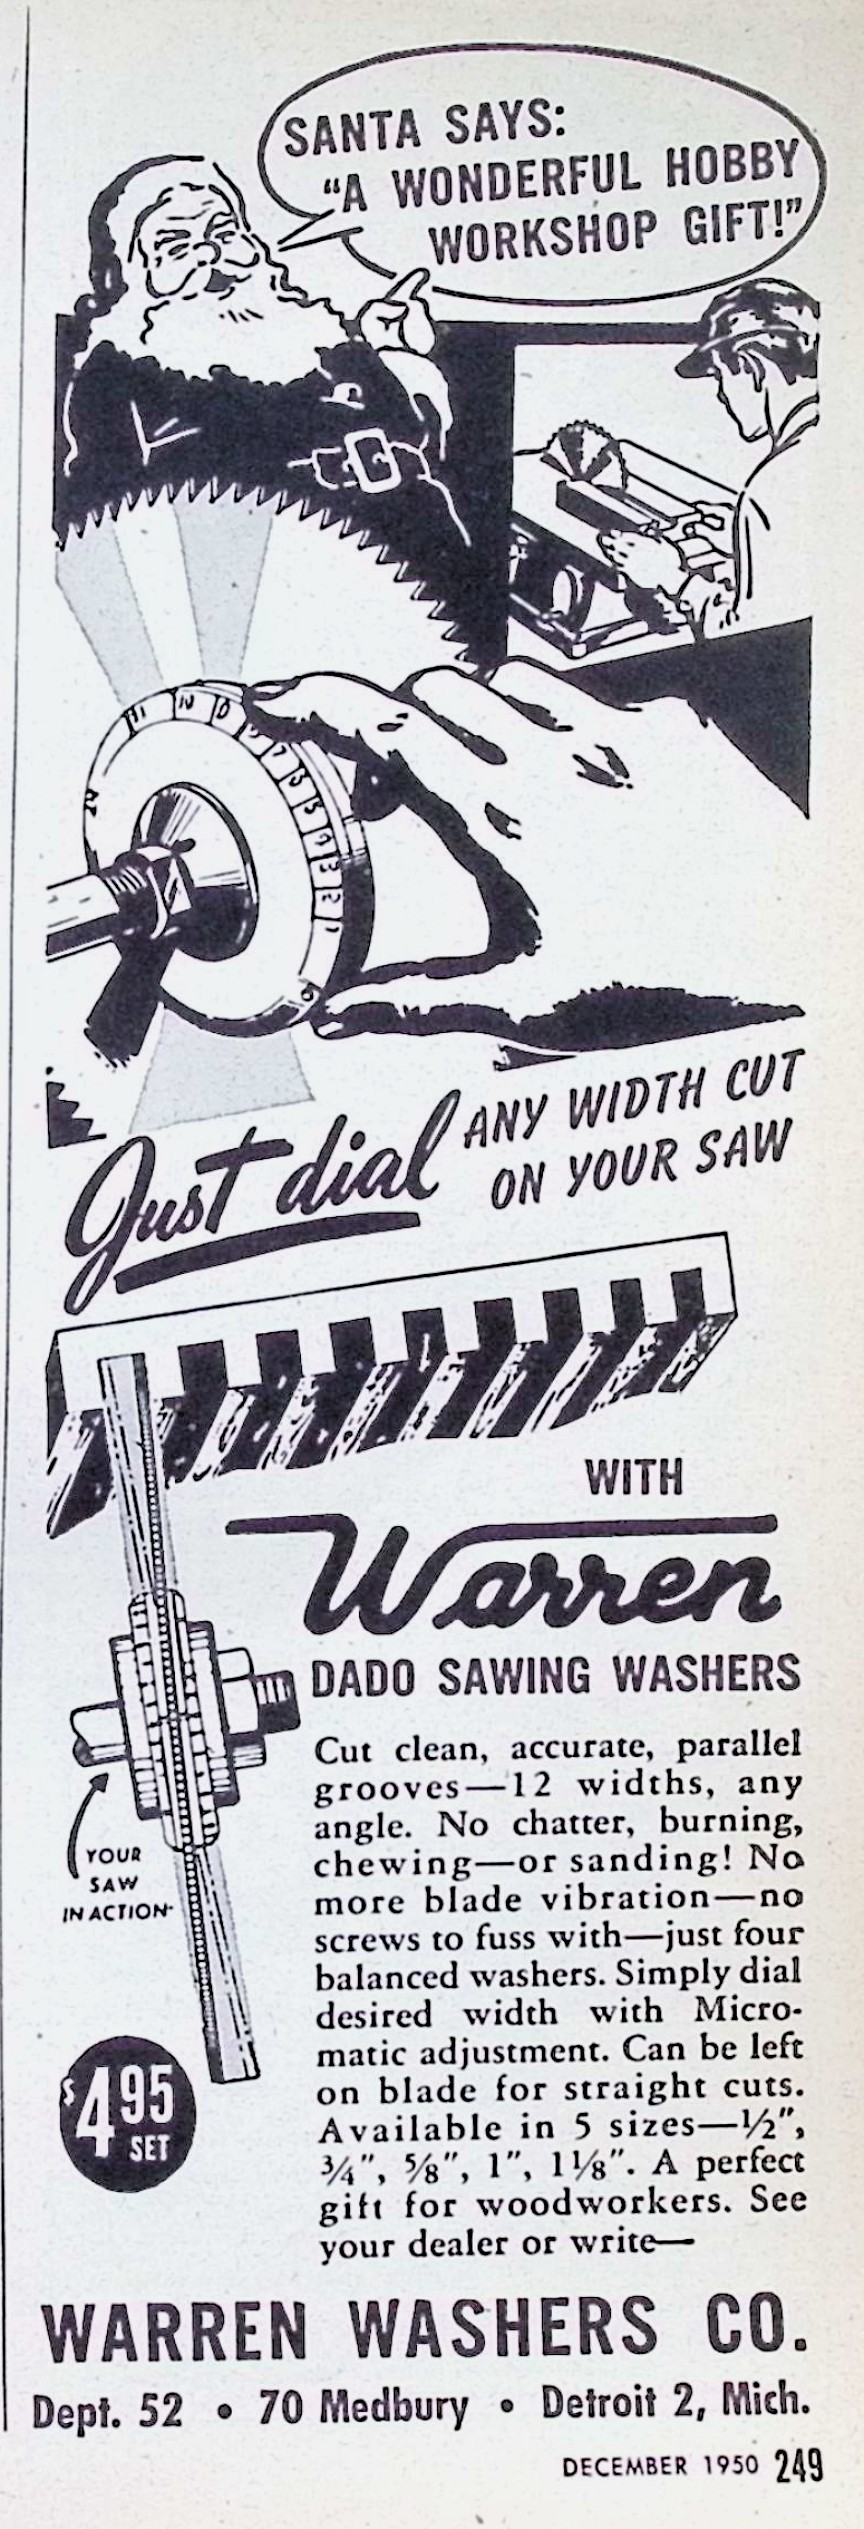 SANTA SAYS:
"A WONDERFUL HOBBY
WORKSHOP GIFT!"
Just dial ANY WIDTH CUT
ON YOUR SAW
WITH
Warren
DADO SAWING WASHERS
Cut clean, accurate, parallel
grooves—12 widths, any
angle. No chatter, burning,
chewing—or sanding! No
more blade vibration—no
screws to fuss with—just four
balanced washers. Simply dial
desired width with Micro-
matic adjustment. Can be left
on blade for straight cuts.
Available in 5 sizes—½",
¾", ⅝", 1", 1⅛". A perfect
gift for woodworkers. See
your dealer or write—
YOUR
SAW
IN ACTION
$4.95
SET
WARREN WASHERS CO.
Dept. 52 • 70 Medbury • Detroit 2, Mich.
DECEMBER 1950 249